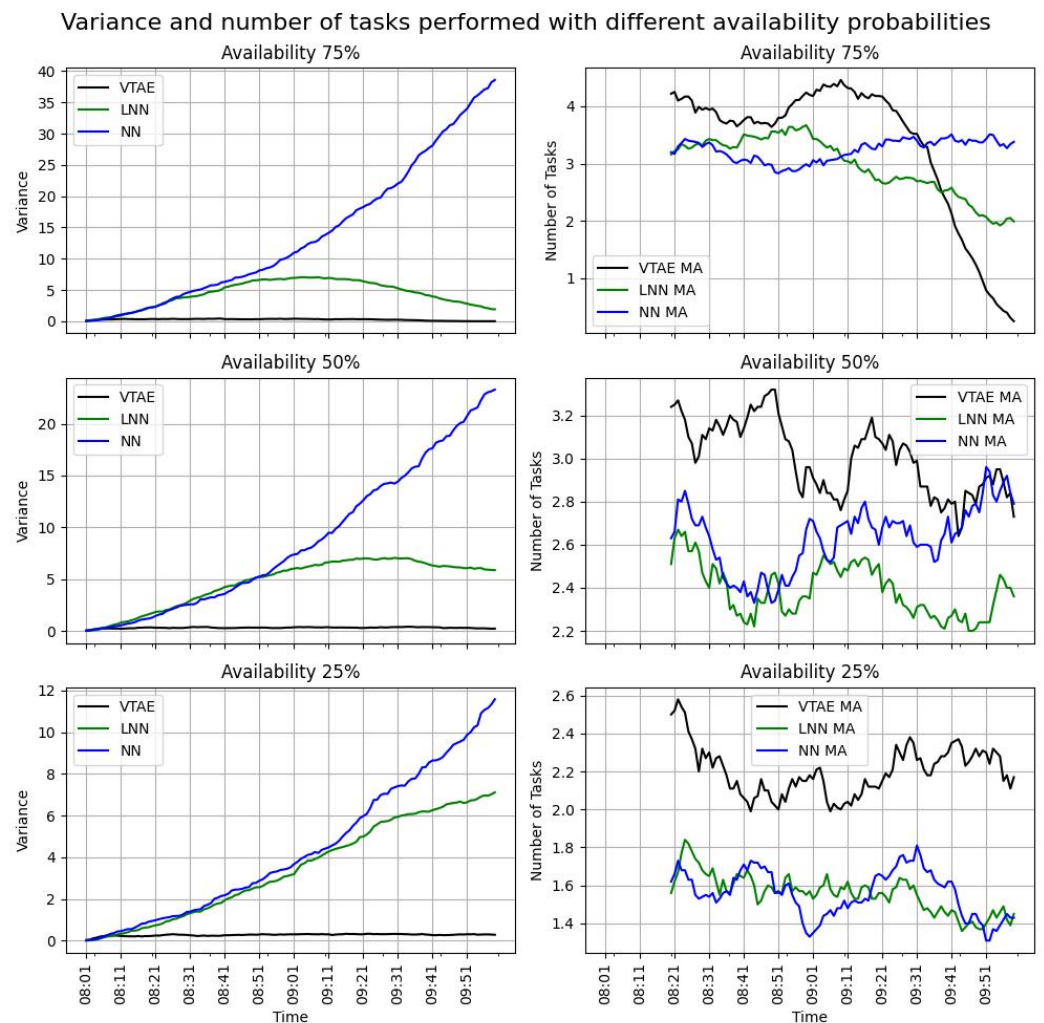 Variance and number of tasks performed with different availability probabilities
Availability 75%
40
35
30
25
20
15
10
5
0
Variance
VTAE
LNN
NN
Availability 75%
4
3
2
1
Number of Tasks
VTAE MA
LNN MA
NN MA
Availability 50%
20
15
10
5
0
Variance
VTAE
LNN
NN
Availability 50%
3.2
3.0
2.8
2.6
2.4
2.2
Number of Tasks
VTAE MA
LNN MA
NN MA
Availability 25%
12
10
8
6
4
2
0
Variance
VTAE
LNN
NN
08:01
08:11
08:21
08:31
08:41
08:51
09:01
09:11
09:21
09:31
09:41
09:51
Time
Availability 25%
2.6
2.4
2.2
2.0
1.8
1.6
1.4
Number of Tasks
VTAE MA
LNN MA
NN MA
08:01
08:11
08:21
08:31
08:41
08:51
09:01
09:11
09:21
09:31
09:41
09:51
Time